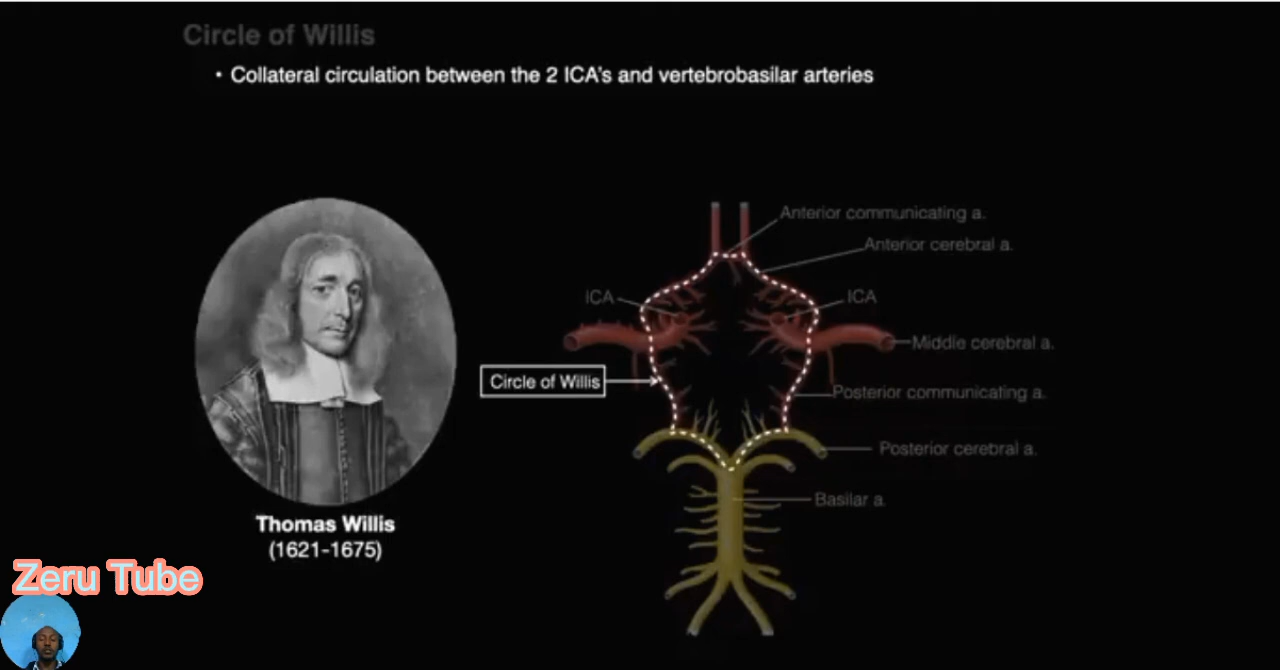 Circle of Willis
• Collateral circulation between the 2 ICA's and vertebrobasilar arteries
Anterior communicating a.
Anterior cerebral a.
ICA
ICA
Middle cerebral a.
Circle of Willis
Posterior communicating a.
Posterior cerebral a.
Basilar a.
Thomas Willis
(1621-1675)
Zeru Tube